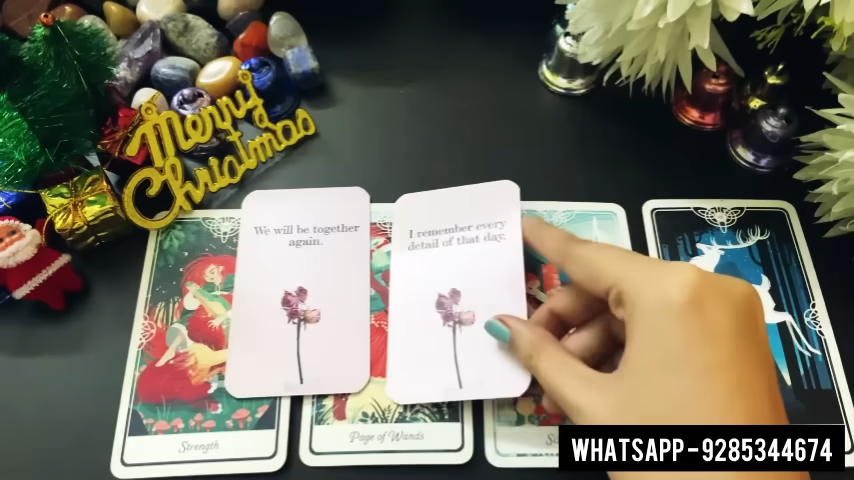 Merry
Christmas
We will be together
again.
I remember every
detail of that day.
Strength
Page of Wands
WHATSAPP-9285344674